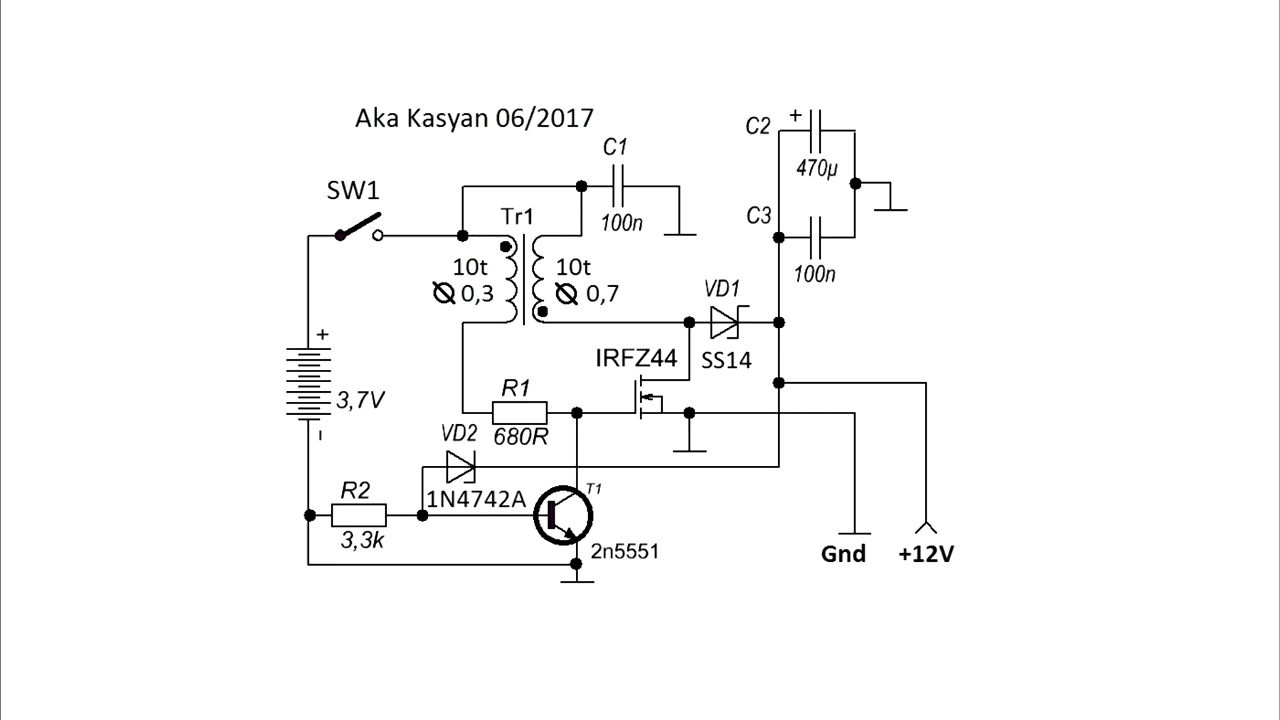 Aka Kasyan 06/2017
C1
100n
C2
+
470µ
C3
100n
SW1
Tr1
10t
Ø 0,3
10t
Ø 0,7
VD1
SS14
IRFZ44
+
3,7V
-
R1
680R
VD2
1N4742A
R2
3,3k
T1
2n5551
Gnd
+12V